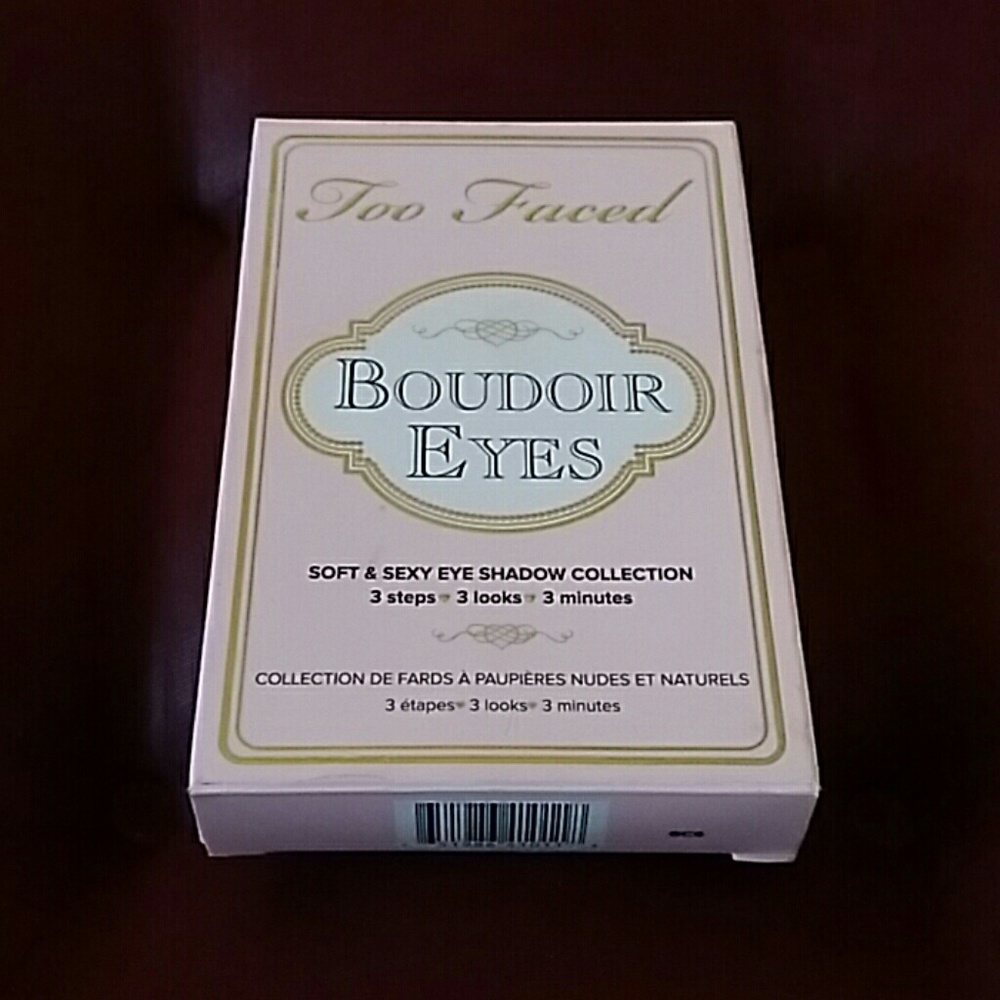 Too Faced
BOUDOIR
EYES
SOFT & SEXY EYE SHADOW COLLECTION
3 steps 3 looks 3 minutes
COLLECTION DE FARDS À PAUPIÈRES NUDES ET NATURELS
3 étapes 3 looks 3 minutes